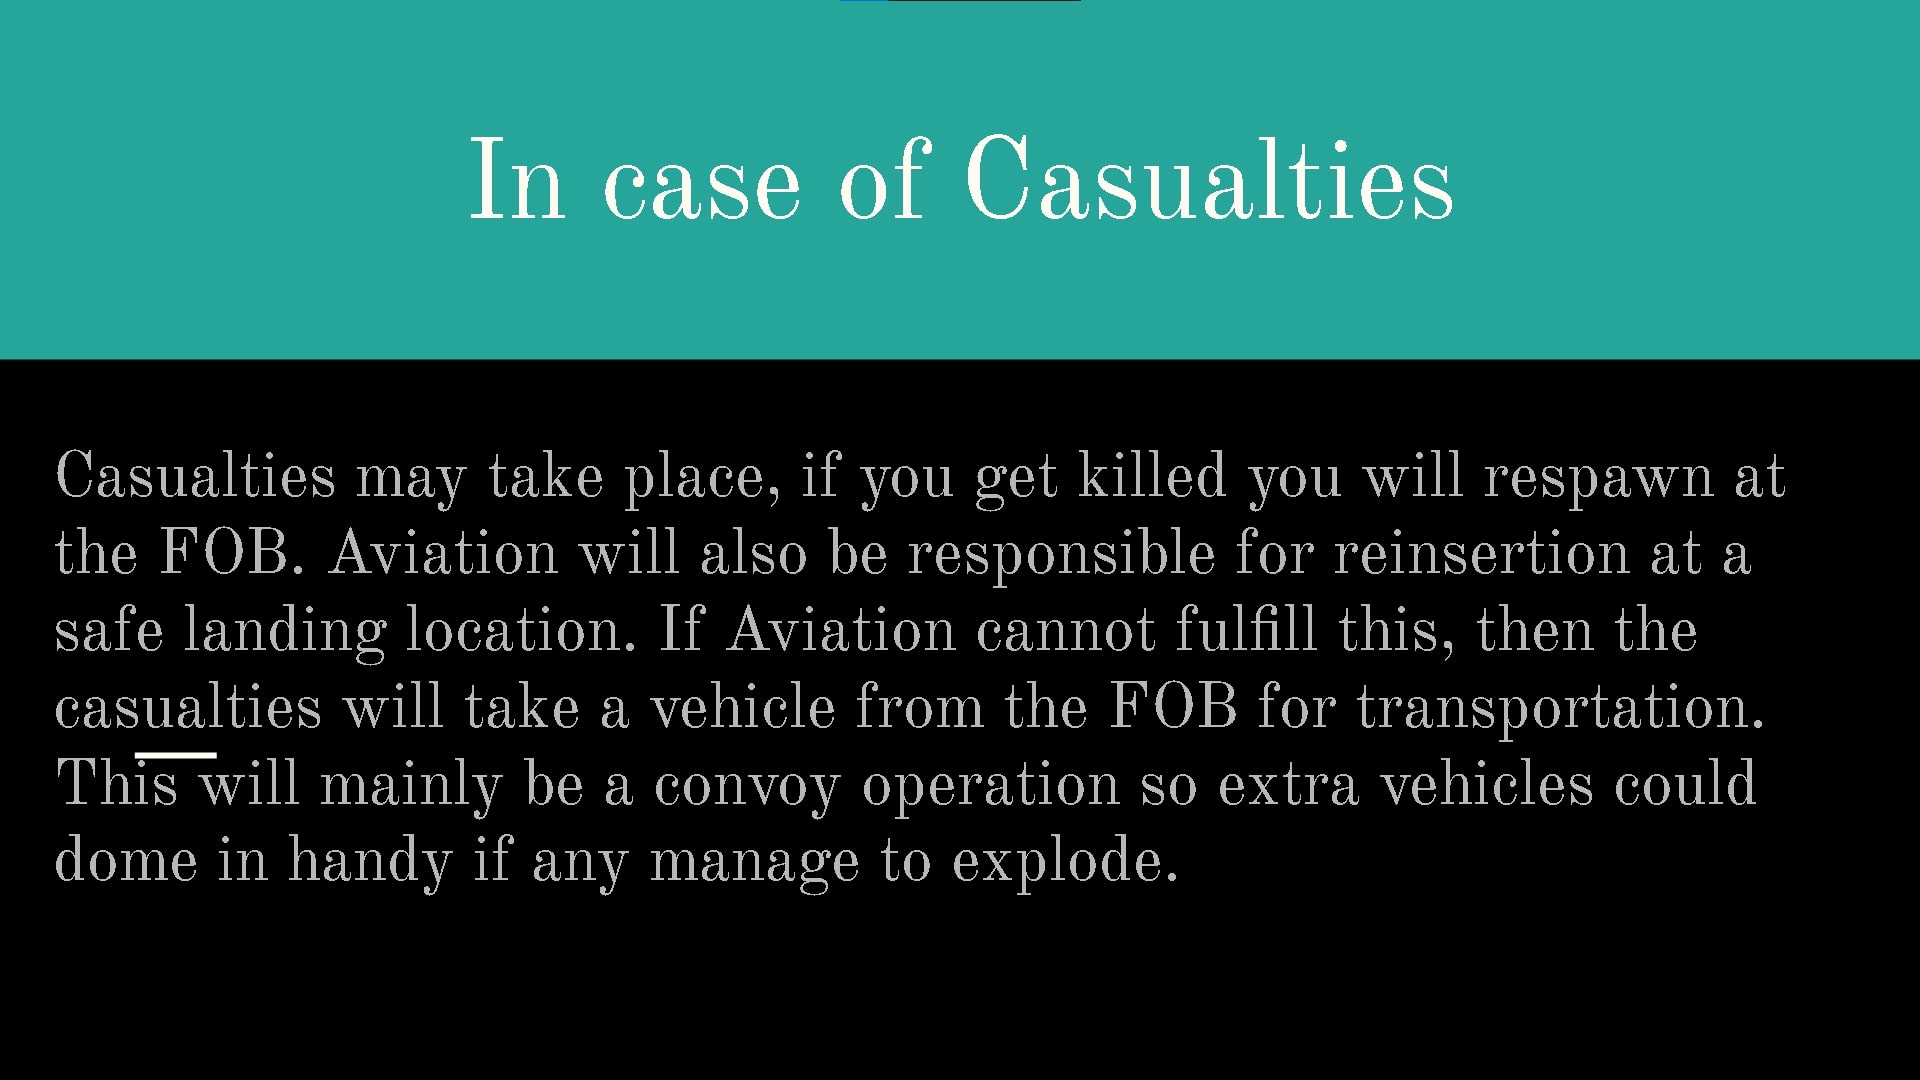 In case of Casualties
Casualties may take place, if you get killed you will respawn at
the FOB. Aviation will also be responsible for reinsertion at a
safe landing location. If Aviation cannot fulfill this, then the
casualties will take a vehicle from the FOB for transportation.
This will mainly be a convoy operation so extra vehicles could
dome in handy if any manage to explode.